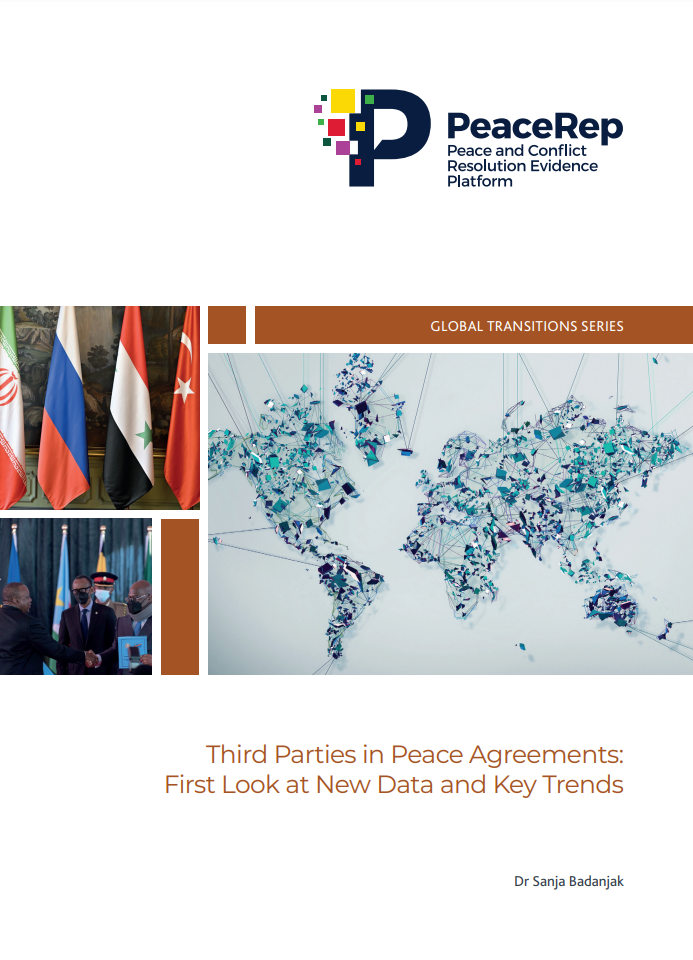 PeaceRep
Peace and Conflict
Resolution Evidence
Platform
GLOBAL TRANSITIONS SERIES
Third Parties in Peace Agreements:
First Look at New Data and Key Trends
Dr Sanja Badanjak